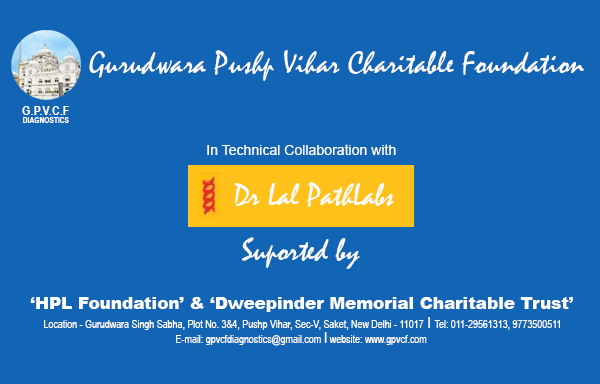 Gurudwara Pushp Vihar Charitable Foundation
G.P.V.C.F
DIAGNOSTICS
In Technical Collaboration with
Dr Lal PathLabs
Suported by
‘HPL Foundation’ & ‘Dweepinder Memorial Charitable Trust’
Location - Gurudwara Singh Sabha, Plot No. 3&4, Pushp Vihar, Sec-V, Saket, New Delhi - 11017 | Tel: 011-29561313, 9773500511
E-mail: gpvcfdiagnostics@gmail.com | website: www.gpvcf.com